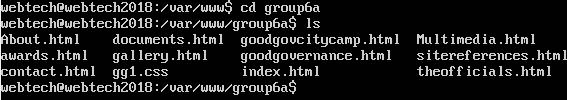 webtech@webtech2018:/var/www$ cd group6a
webtech@webtech2018:/var/www/group6a$ ls
About.html documents.html goodgovcitycamp.html Multimedia.html
awards.html gallery.html goodgovernance.html sitereferences.html
contact.html gg1.css index.html theofficials.html
webtech@webtech2018:/var/www/group6a$